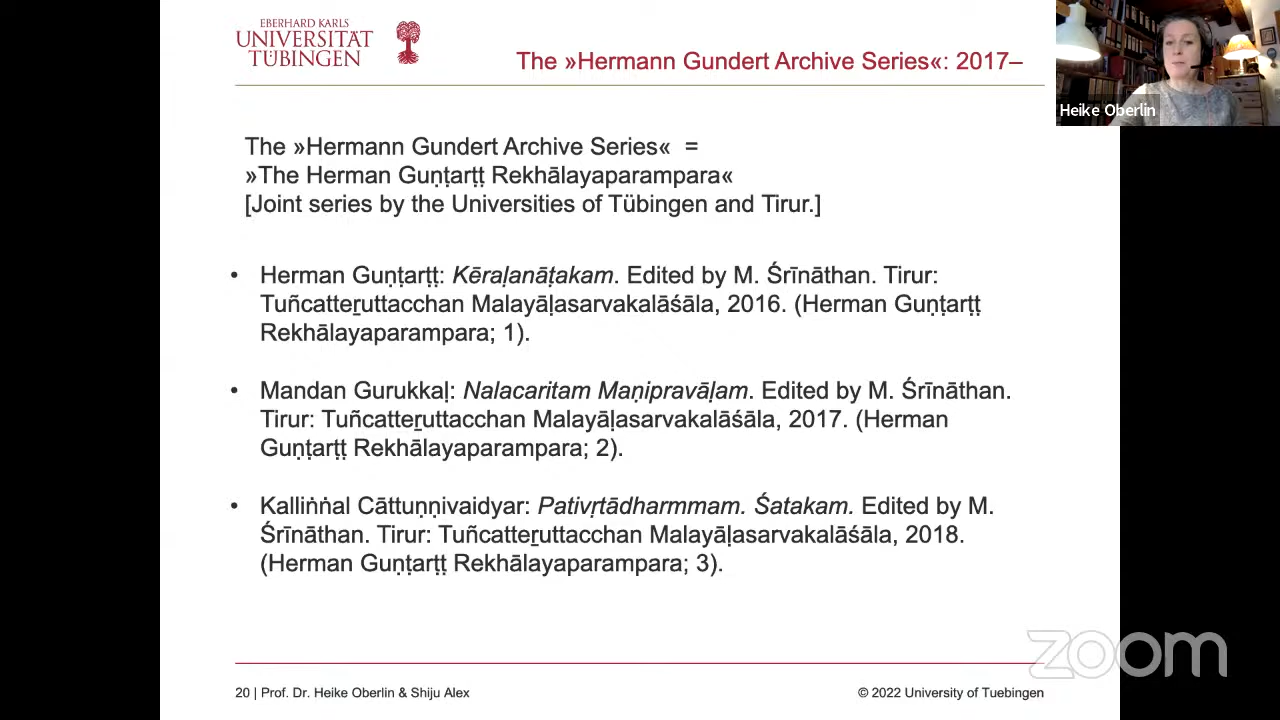 EBERHARD KARLS
UNIVERSITÄT
TÜBINGEN
The »Hermann Gundert Archive Series«: 2017–
Heike Oberlin
The »Hermann Gundert Archive Series« =
»The Herman Guṇṭarṭṭ Rekhālayaparampara«
[Joint series by the Universities of Tübingen and Tirur.]
• Herman Guṇṭarṭṭ: Kēraḷanāṭakam. Edited by M. Śrīnāthan. Tirur:
Tuñcatteṟuttacchan Malayāḷasarvakalāśāla, 2016. (Herman Guṇṭarṭṭ
Rekhālayaparampara; 1).
• Mandan Gurukkaḷ: Nalacaritam Maṇipravāḷam. Edited by M. Śrīnāthan.
Tirur: Tuñcatteṟuttacchan Malayāḷasarvakalāśāla, 2017. (Herman
Guṇṭarṭṭ Rekhālayaparampara; 2).
• Kalliṅṅal Cāttuṇṇivaidyar: Pativṛtādharmmam. Śatakam. Edited by M.
Śrīnāthan. Tirur: Tuñcatteṟuttacchan Malayāḷasarvakalāśāla, 2018.
(Herman Guṇṭarṭṭ Rekhālayaparampara; 3).
zoom
20 | Prof. Dr. Heike Oberlin & Shiju Alex
© 2022 University of Tuebingen